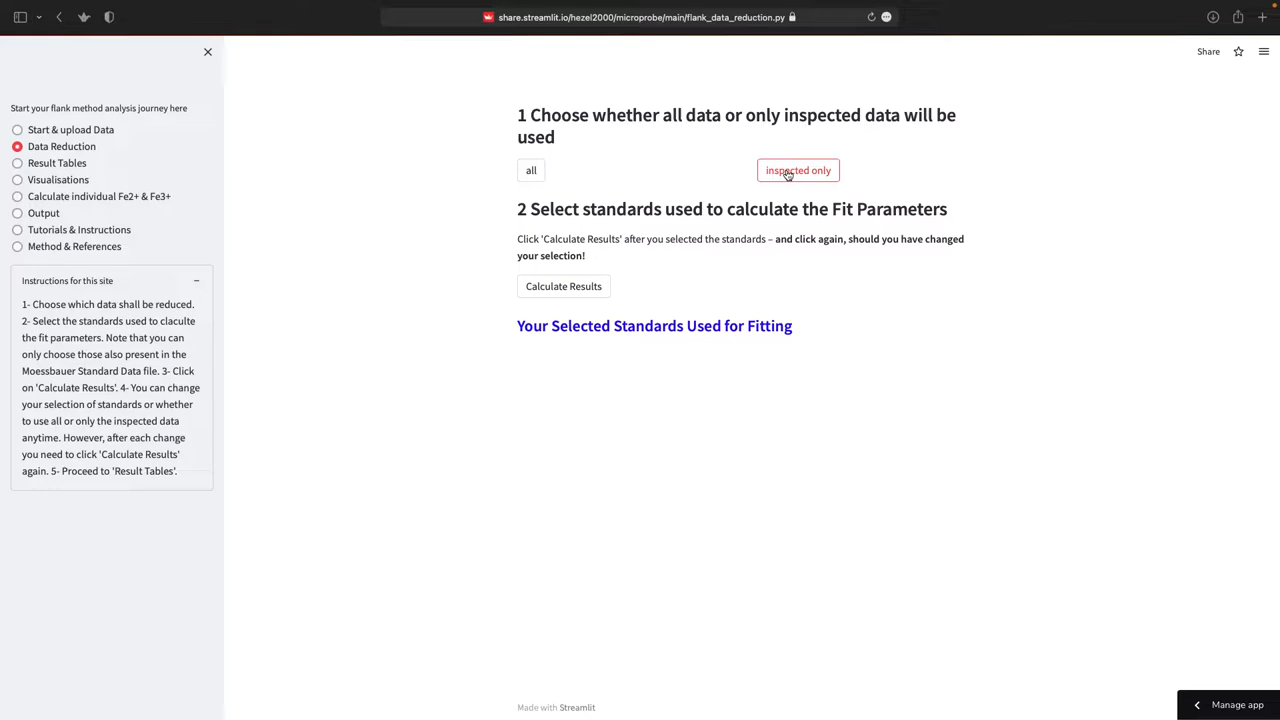 share.streamlit.io/hezel2000/microprobe/main/flank_data_reduction.py
Share
Start your flank method analysis journey here
Start & upload Data
Data Reduction
Result Tables
Visualisations
Calculate individual Fe2+ & Fe3+
Output
Tutorials & Instructions
Method & References
Instructions for this site
1- Choose which data shall be reduced.
2- Select the standards used to claculte
the fit parameters. Note that you can
only choose those also present in the
Moessbauer Standard Data file. 3- Click
on 'Calculate Results'. 4- You can change
your selection of standards or whether
to use all or only the inspected data
anytime. However, after each change
you need to click 'Calculate Results'
again. 5- Proceed to 'Result Tables'.
1 Choose whether all data or only inspected data will be
used
all
inspected only
2 Select standards used to calculate the Fit Parameters
Click 'Calculate Results' after you selected the standards – and click again, should you have changed
your selection!
Calculate Results
Your Selected Standards Used for Fitting
Made with Streamlit
Manage app